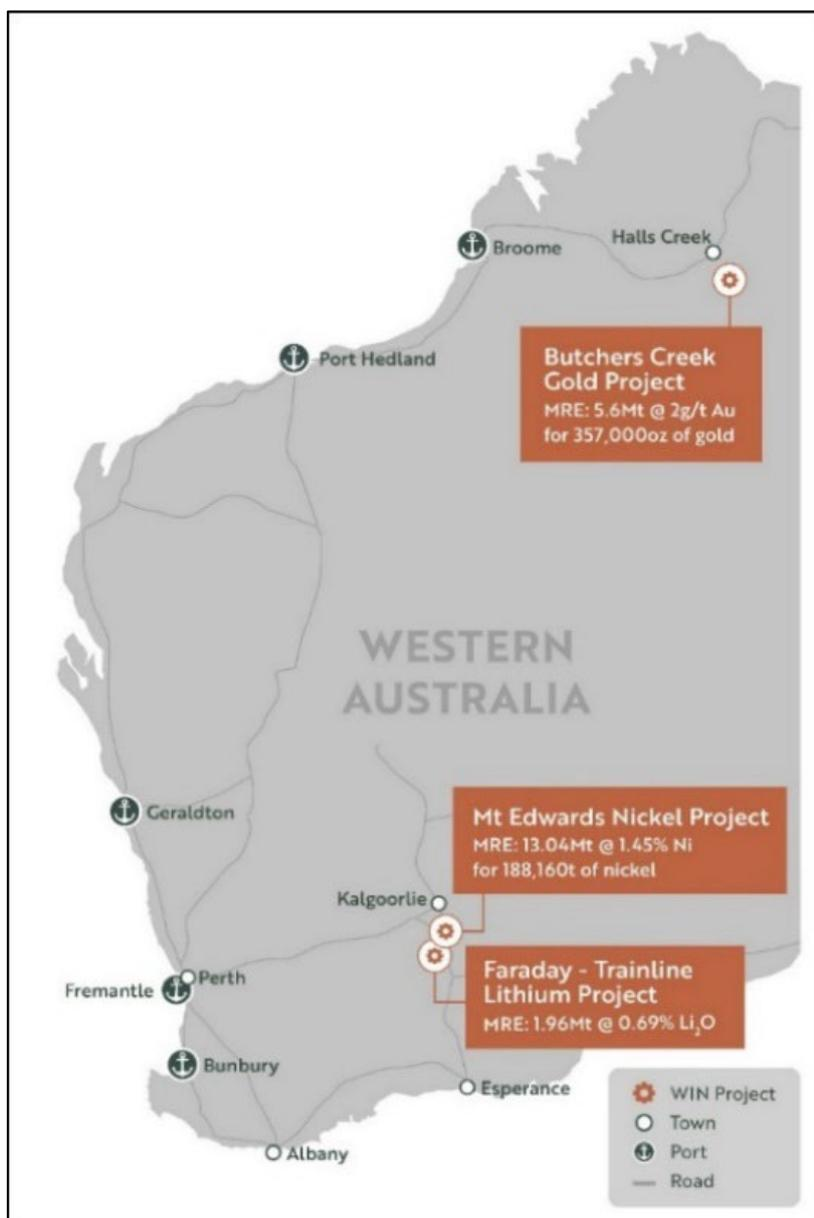 Halls Creek
Broome
Butchers Creek
Gold Project
MRE: 5.6Mt @ 2g/t Au
for 357,000oz of gold
Port Hedland
WESTERN
AUSTRALIA
Geraldton
Mt Edwards Nickel Project
MRE: 13.04Mt @ 1.45% Ni
for 188,160t of nickel
Kalgoorlie
Faraday - Trainline
Lithium Project
MRE: 1.96Mt @ 0.69% Li₂O
Perth
Fremantle
Bunbury
Esperance
Albany
WIN Project
Town
Port
Road